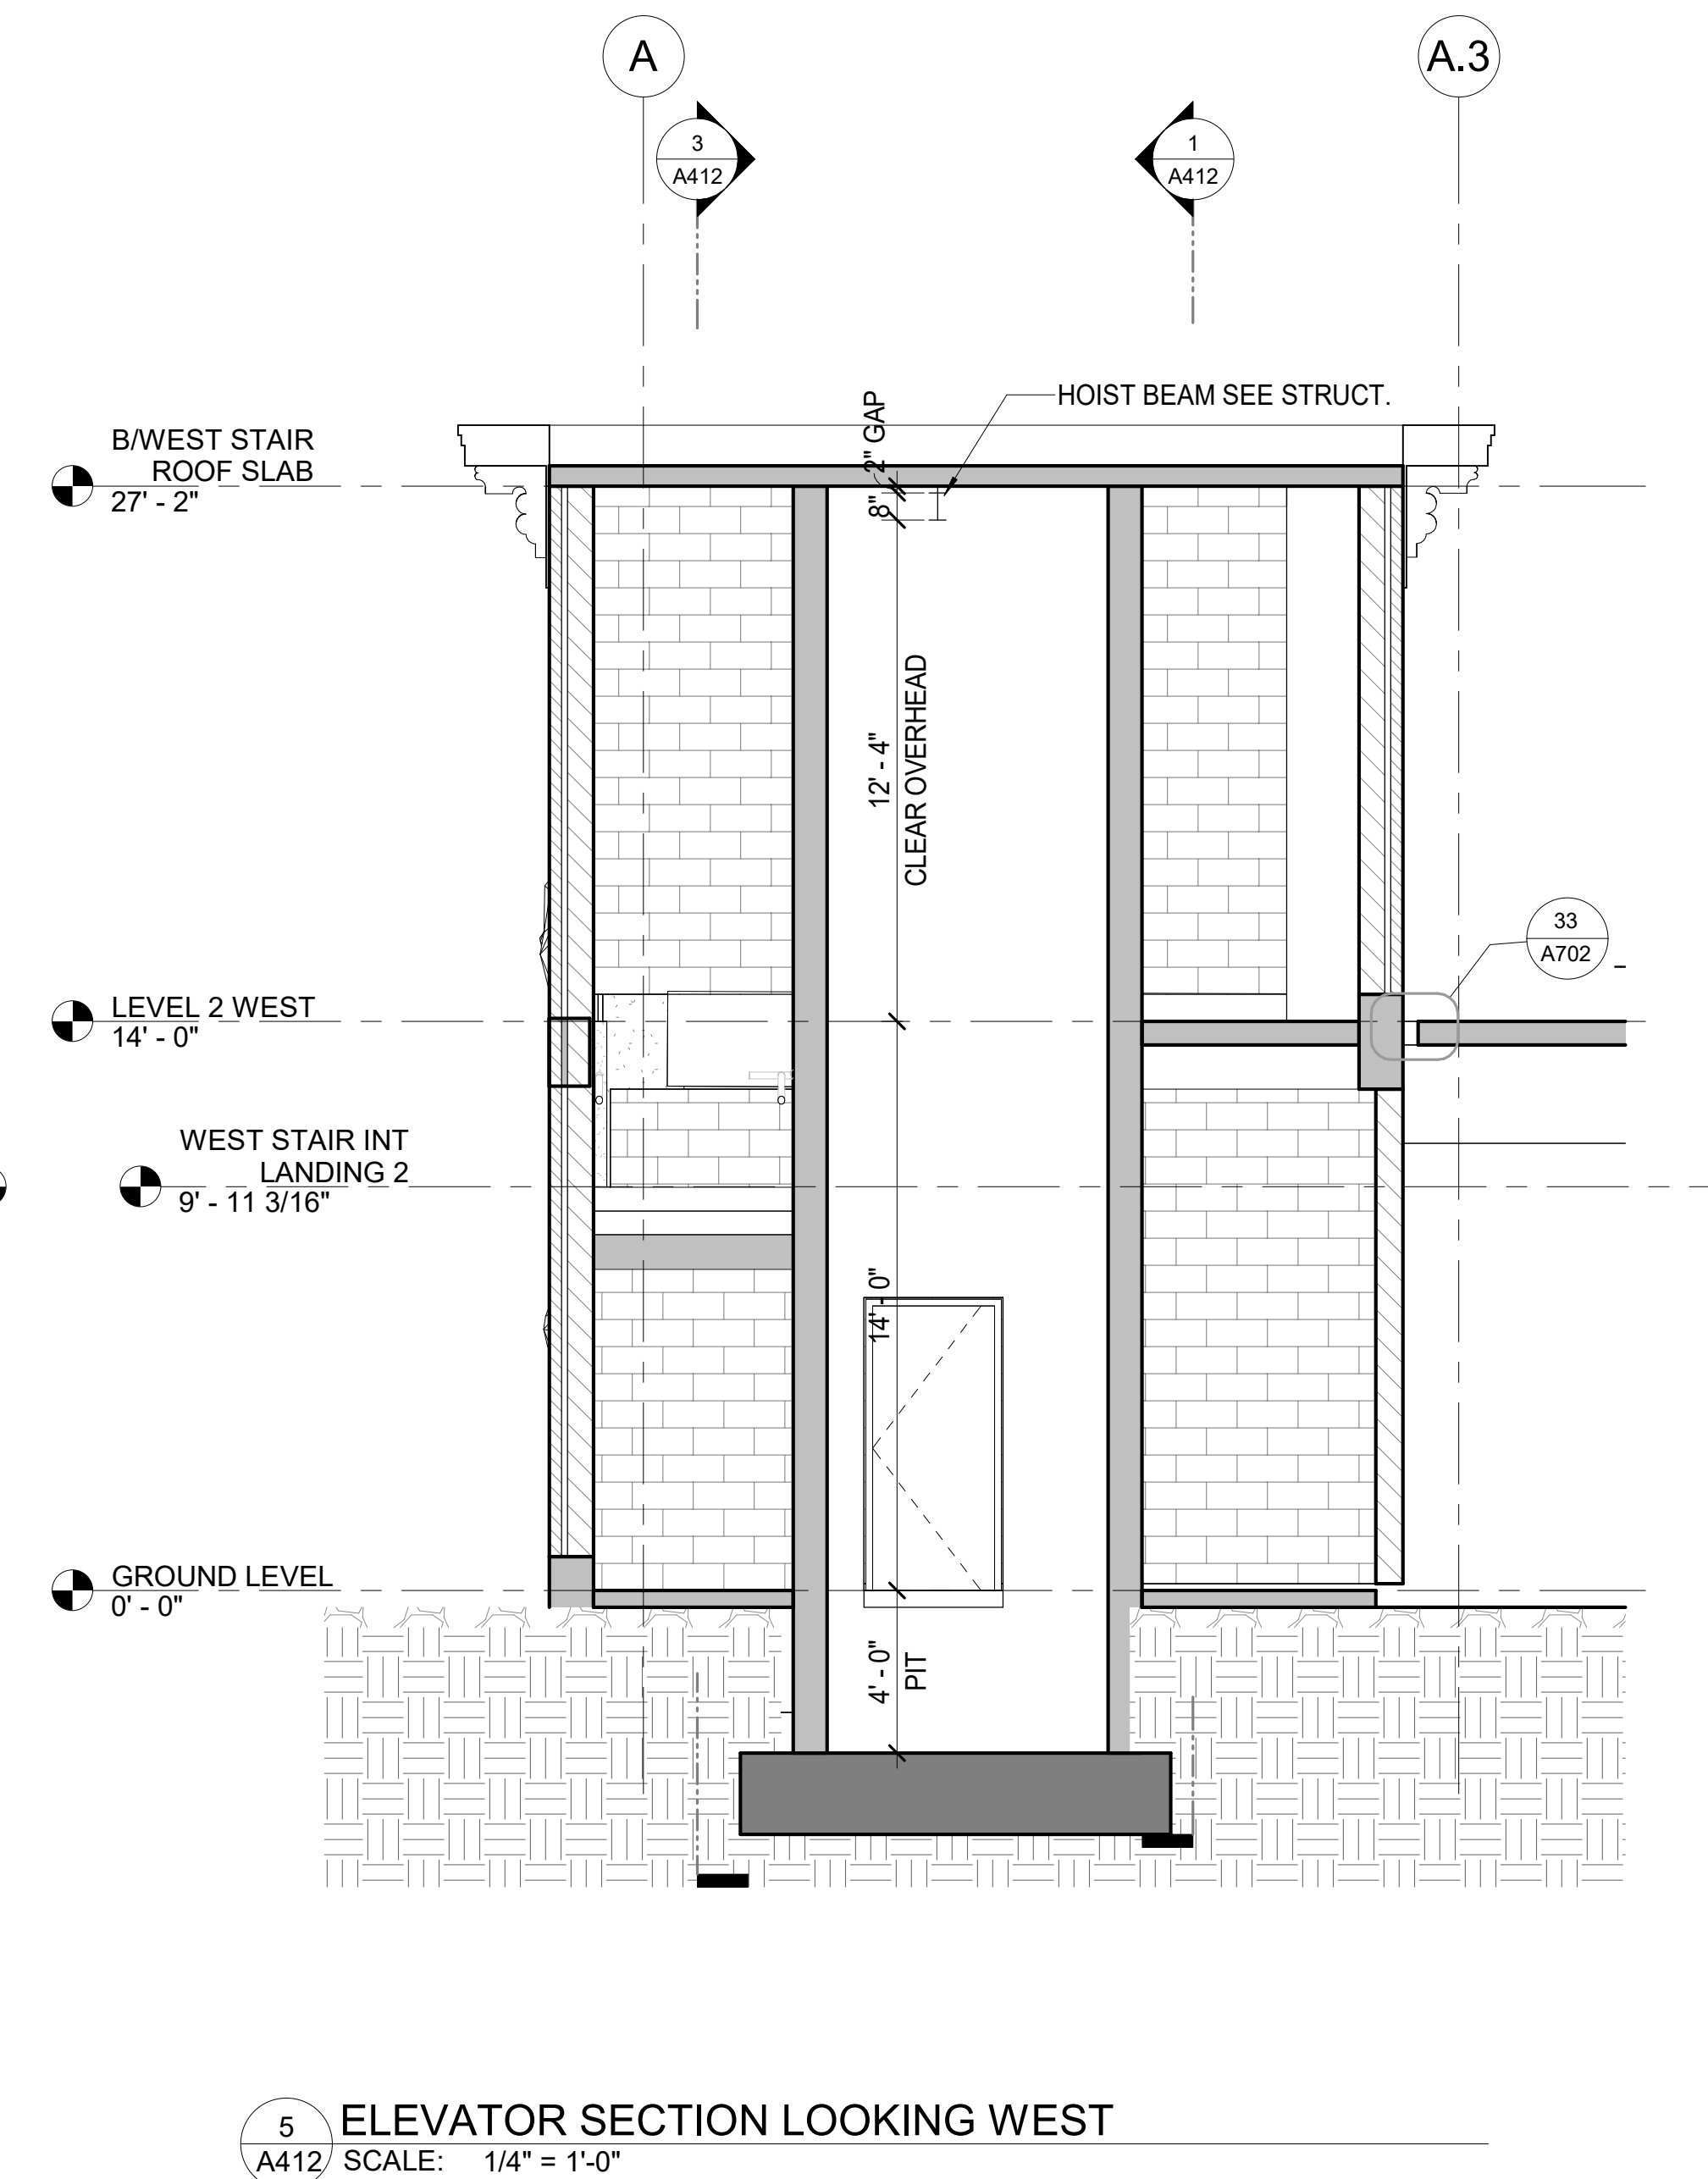 A
A.3
3
A412
1
A412
HOIST BEAM SEE STRUCT.
2" GAP
8"
B/WEST STAIR
ROOF SLAB
27' - 2"
12' - 4"
CLEAR OVERHEAD
33
A702
LEVEL 2 WEST
14' - 0"
WEST STAIR INT
LANDING 2
9' - 11 3/16"
14' - 0"
GROUND LEVEL
0' - 0"
4' - 0"
PIT
5
A412
ELEVATOR SECTION LOOKING WEST
SCALE: 1/4" = 1'-0"